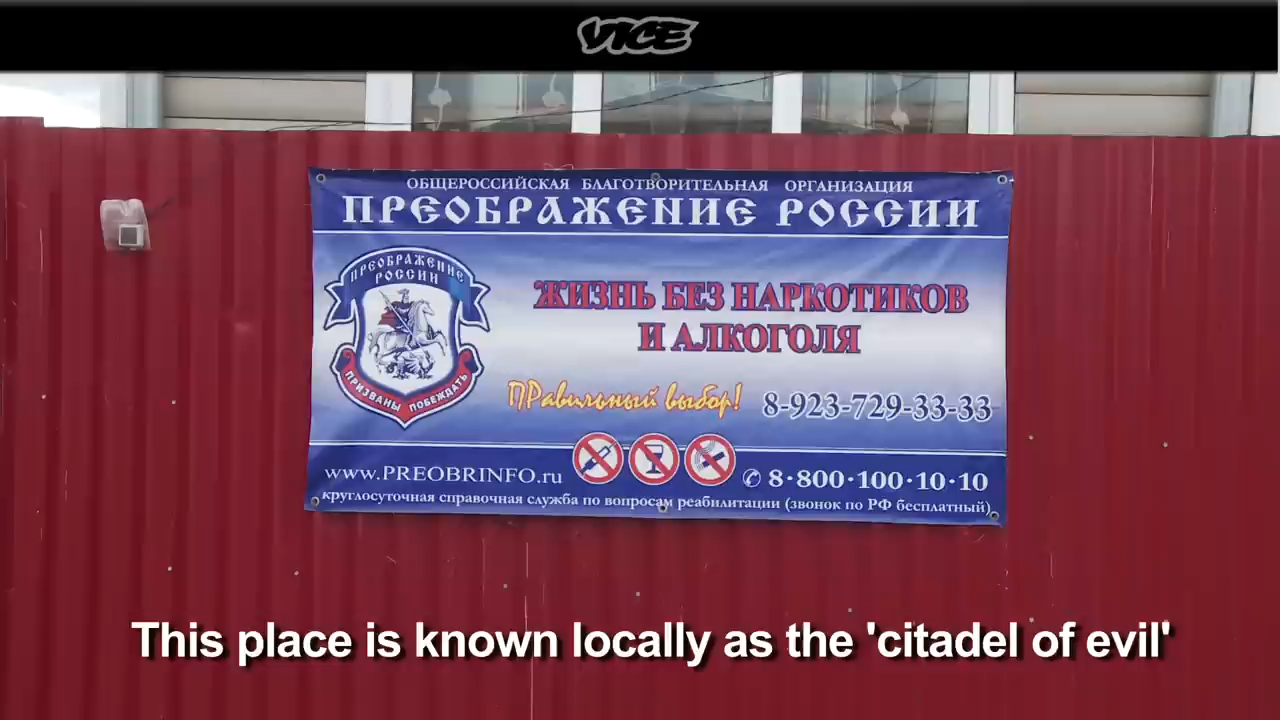 VICE
ОБЩЕРОССИЙСКАЯ БЛАГОТВОРИТЕЛЬНАЯ ОРГАНИЗАЦИЯ
ПРЕОБРАЖЕНИЕ РОССИИ
ПРЕОБРАЖЕНИЕ
РОССИИ
ПРИЗВАНЫ ПОБЕЖДАТЬ
ЖИЗНЬ БЕЗ НАРКОТИКОВ
И АЛКОГОЛЯ
ПРавильный выбор! 8-923-729-33-33
www.PREOBRINFO.ru 8·800·100·10·10
круглосуточная справочная служба по вопросам реабилитации (звонок по РФ бесплатный)
This place is known locally as the 'citadel of evil'